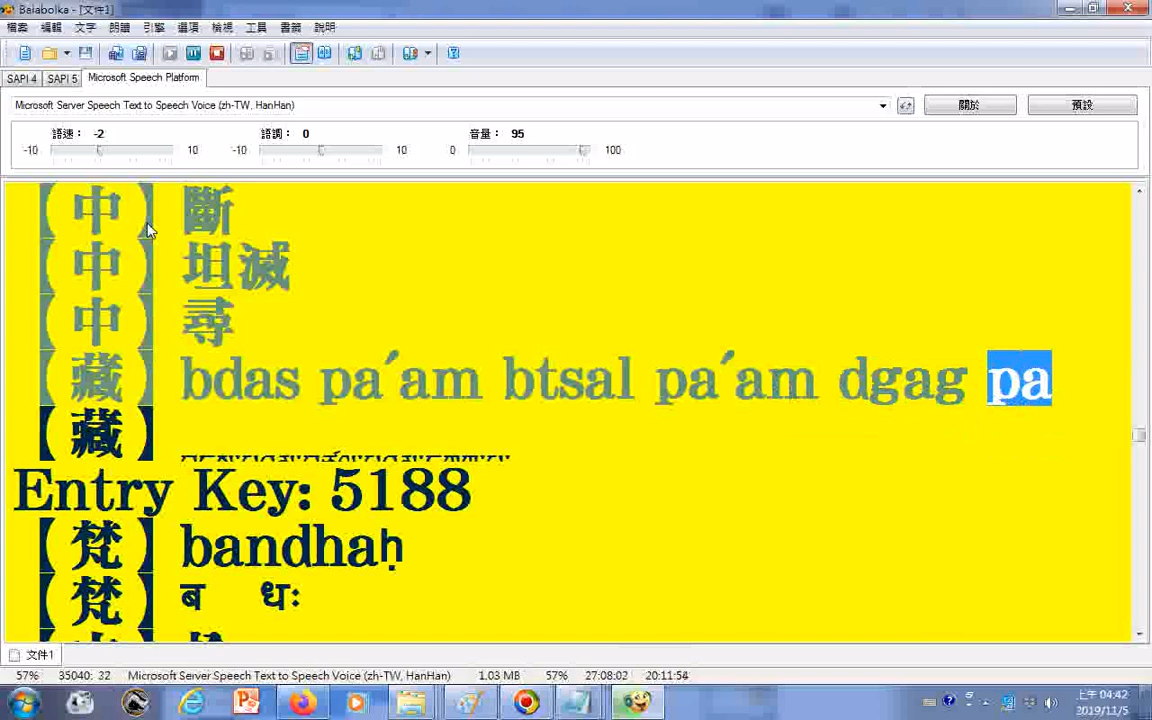 Balabolka - [文件1]
檔案 編輯 文字 朗讀 引擎 選項 檢視 工具 書籤 說明
SAPI 4 SAPI 5 Microsoft Speech Platform
Microsoft Server Speech Text to Speech Voice (zh-TW, HanHan) 關於 預設
語速： -2 語調： 0 音量： 95
-10 10 -10 10 0 100
【中】 斷
【中】 坦滅
【中】 尋
【藏】 bdas pa´am btsal pa´am dgag pa
【藏】
Entry Key: 5188
【梵】 bandhaḥ
【梵】 ब धः
文件1
57% 35040: 32 Microsoft Server Speech Text to Speech Voice (zh-TW, HanHan) 1.03 MB 57% 27:08:02 20:11:54
上午 04:42
2019/11/5